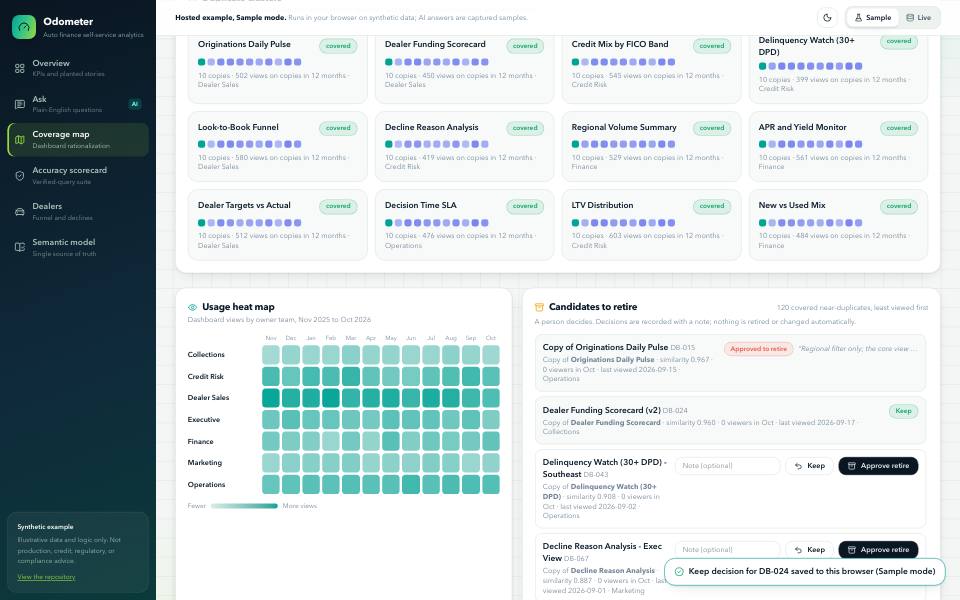 Odometer
Auto finance self-service analytics
Overview
KPIs and planted stories
Ask
Plain-English questions
AI
Coverage map
Dashboard rationalization
Accuracy scorecard
Verified-query suite
Dealers
Funnel and declines
Semantic model
Single source of truth
Synthetic example
Illustrative data and logic only. Not
production, credit, regulatory, or
compliance advice.
View the repository
Hosted example, Sample mode. Runs in your browser on synthetic data; AI answers are captured samples.
Sample
Live
Originations Daily Pulse
covered
10 copies · 502 views on copies in 12 months ·
Dealer Sales
Dealer Funding Scorecard
covered
10 copies · 450 views on copies in 12 months ·
Dealer Sales
Credit Mix by FICO Band
covered
10 copies · 545 views on copies in 12 months ·
Credit Risk
Delinquency Watch (30+
DPD)
covered
10 copies · 399 views on copies in 12 months ·
Credit Risk
Look-to-Book Funnel
covered
10 copies · 580 views on copies in 12 months ·
Dealer Sales
Decline Reason Analysis
covered
10 copies · 419 views on copies in 12 months ·
Credit Risk
Regional Volume Summary
covered
10 copies · 529 views on copies in 12 months ·
Finance
APR and Yield Monitor
covered
10 copies · 561 views on copies in 12 months ·
Finance
Dealer Targets vs Actual
covered
10 copies · 512 views on copies in 12 months ·
Dealer Sales
Decision Time SLA
covered
10 copies · 476 views on copies in 12 months ·
Operations
LTV Distribution
covered
10 copies · 603 views on copies in 12 months ·
Credit Risk
New vs Used Mix
covered
10 copies · 484 views on copies in 12 months ·
Finance
Usage heat map
Dashboard views by owner team, Nov 2025 to Oct 2026
Nov Dec Jan Feb Mar Apr May Jun Jul Aug Sep Oct
Collections
Credit Risk
Dealer Sales
Executive
Finance
Marketing
Operations
Fewer
More views
Candidates to retire
120 covered near-duplicates, least viewed first
A person decides. Decisions are recorded with a note; nothing is retired or changed automatically.
Copy of Originations Daily Pulse DB-015
Approved to retire
"Regional filter only; the core view ...
Copy of Originations Daily Pulse · similarity 0.967 ·
0 viewers in Oct · last viewed 2026-09-15 ·
Operations
Dealer Funding Scorecard (v2) DB-024
Keep
Copy of Dealer Funding Scorecard · similarity 0.960 · 0 viewers in Oct · last viewed 2026-09-17 ·
Collections
Delinquency Watch (30+ DPD) -
Southeast DB-043
Note (optional)
Keep
Approve retire
Copy of Delinquency Watch (30+
DPD) · similarity 0.908 · 0 viewers in
Oct · last viewed 2026-09-02 ·
Operations
Decline Reason Analysis - Exec
View DB-067
Note (optional)
Keep
Approve retire
Copy of Decline Reason Analysis
similarity 0.887 · 0 viewers in Oct · last
viewed 2026-09-01 · Marketing
Keep decision for DB-024 saved to this browser (Sample mode)